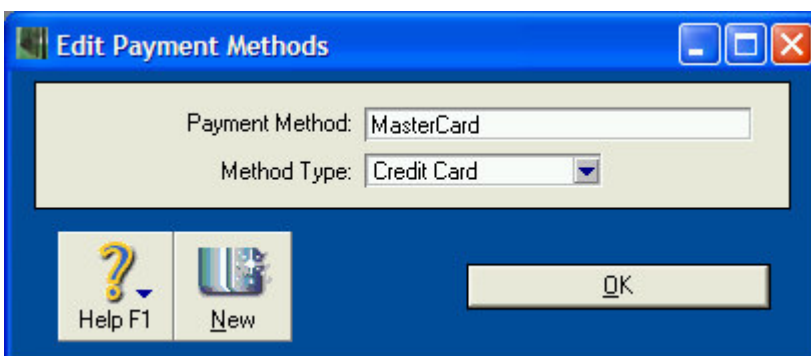 Edit Payment Methods
Payment Method: MasterCard
Method Type: Credit Card
Help F1
New
OK